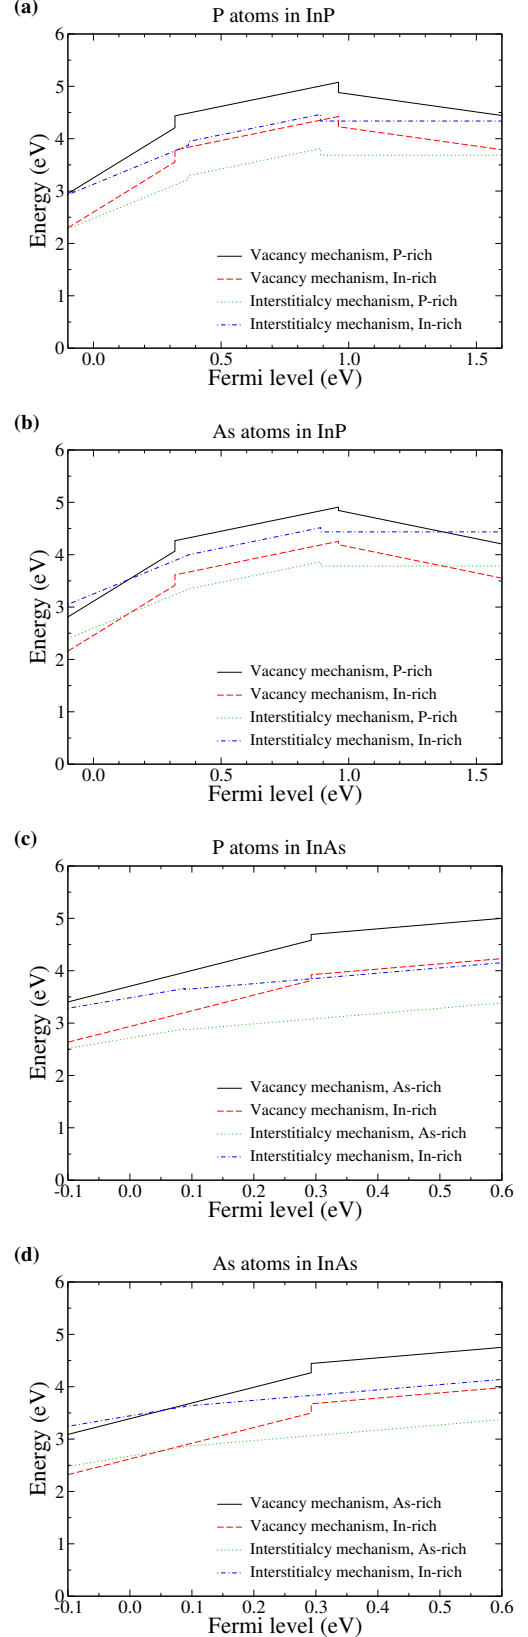 (a)
P atoms in InP
6
5
4
3
2
1
0
Energy (eV)
Vacancy mechanism, P-rich
Vacancy mechanism, In-rich
Interstitialcy mechanism, P-rich
Interstitialcy mechanism, In-rich
0.0 0.5 1.0 1.5
Fermi level (eV)
(b)
As atoms in InP
6
5
4
3
2
1
0
Energy (eV)
Vacancy mechanism, P-rich
Vacancy mechanism, In-rich
Interstitialcy mechanism, P-rich
Interstitialcy mechanism, In-rich
0.0 0.5 1.0 1.5
Fermi level (eV)
(c)
P atoms in InAs
6
5
4
3
2
1
0
Energy (eV)
Vacancy mechanism, As-rich
Vacancy mechanism, In-rich
Interstitialcy mechanism, As-rich
Interstitialcy mechanism, In-rich
-0.1 0.0 0.1 0.2 0.3 0.4 0.5 0.6
Fermi level (eV)
(d)
As atoms in InAs
6
5
4
3
2
1
0
Energy (eV)
Vacancy mechanism, As-rich
Vacancy mechanism, In-rich
Interstitialcy mechanism, As-rich
Interstitialcy mechanism, In-rich
-0.1 0.0 0.1 0.2 0.3 0.4 0.5 0.6
Fermi level (eV)